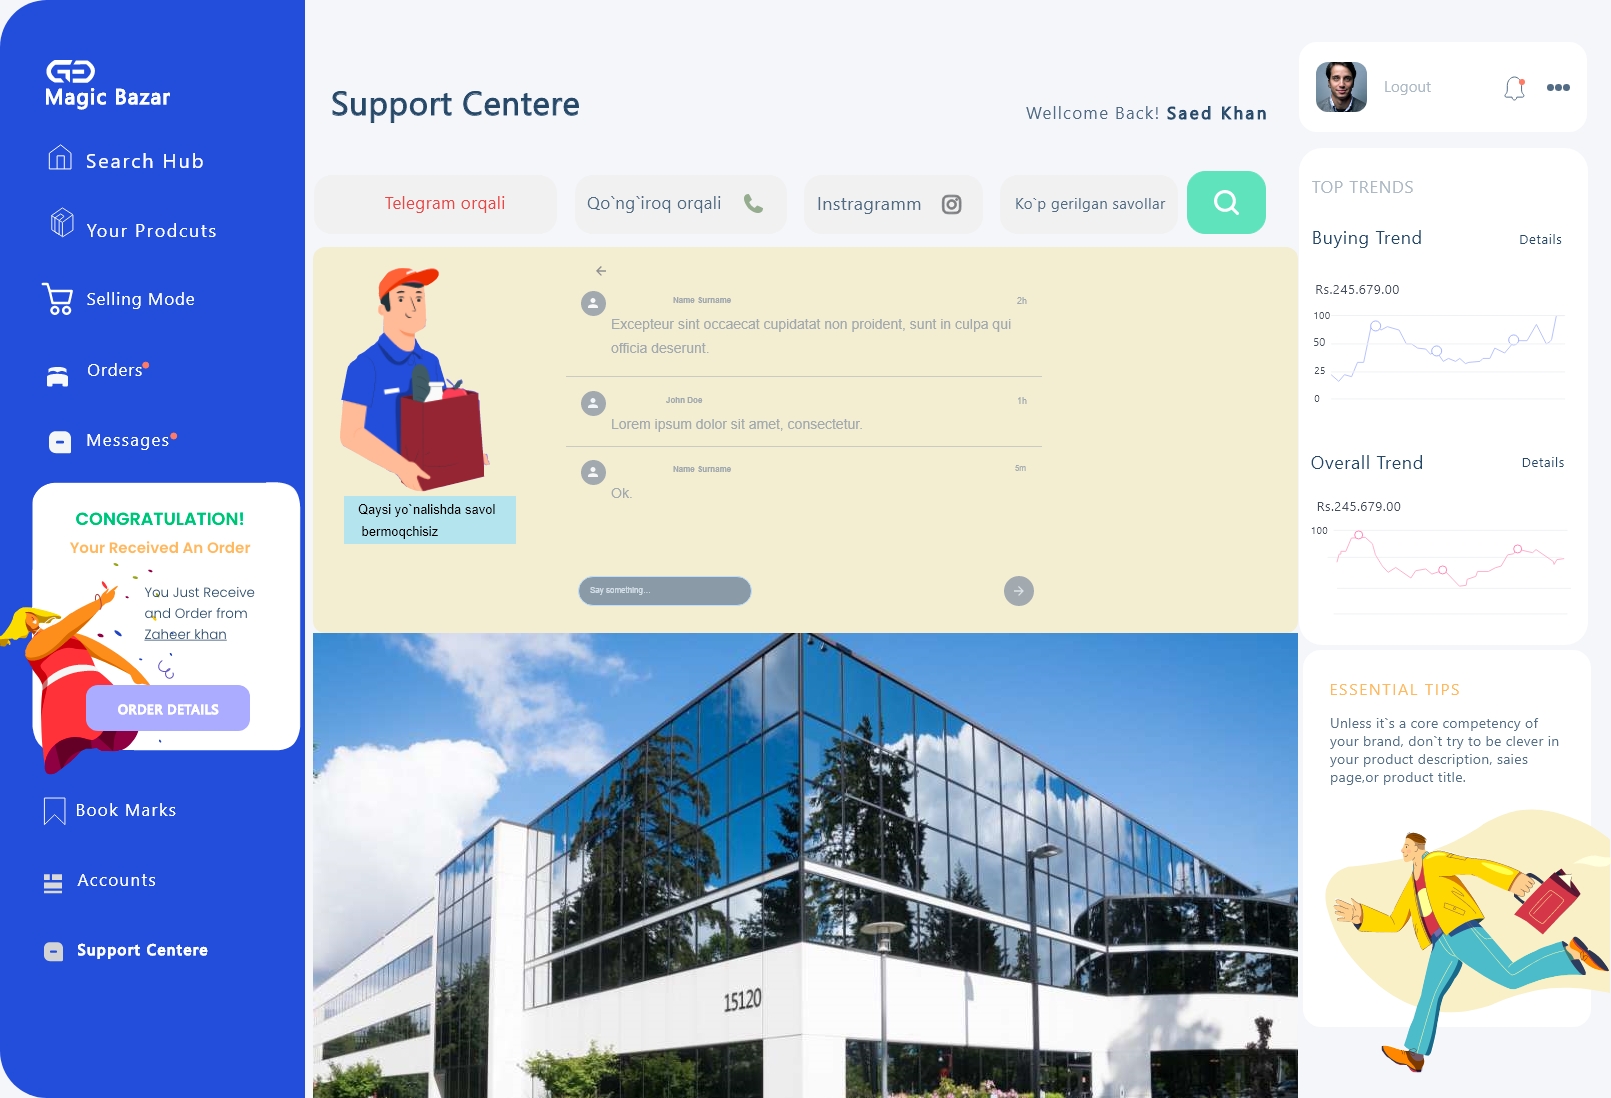 Magic Bazar
Search Hub
Your Prodcuts
Selling Mode
Orders
Messages
CONGRATULATION!
Your Received An Order
You Just Receive
and Order from
Zaheer khan
ORDER DETAILS
Book Marks
Accounts
Support Centere
Support Centere
Wellcome Back! Saed Khan
Telegram orqali
Qo`ng`iroq orqali
Instragramm
Ko`p gerilgan savollar
Name Surname
2h
Excepteur sint occaecat cupidatat non proident, sunt in culpa qui
officia deserunt.
John Doe
1h
Lorem ipsum dolor sit amet, consectetur.
Name Surname
5m
Ok.
Qaysi yo`nalishda savol
bermoqchisiz
Say something...
15120
Logout
TOP TRENDS
Buying Trend
Details
Rs.245.679.00
100
50
25
0
Overall Trend
Details
Rs.245.679.00
100
ESSENTIAL TIPS
Unless it`s a core competency of
your brand, don`t try to be clever in
your product description, saies
page,or product title.